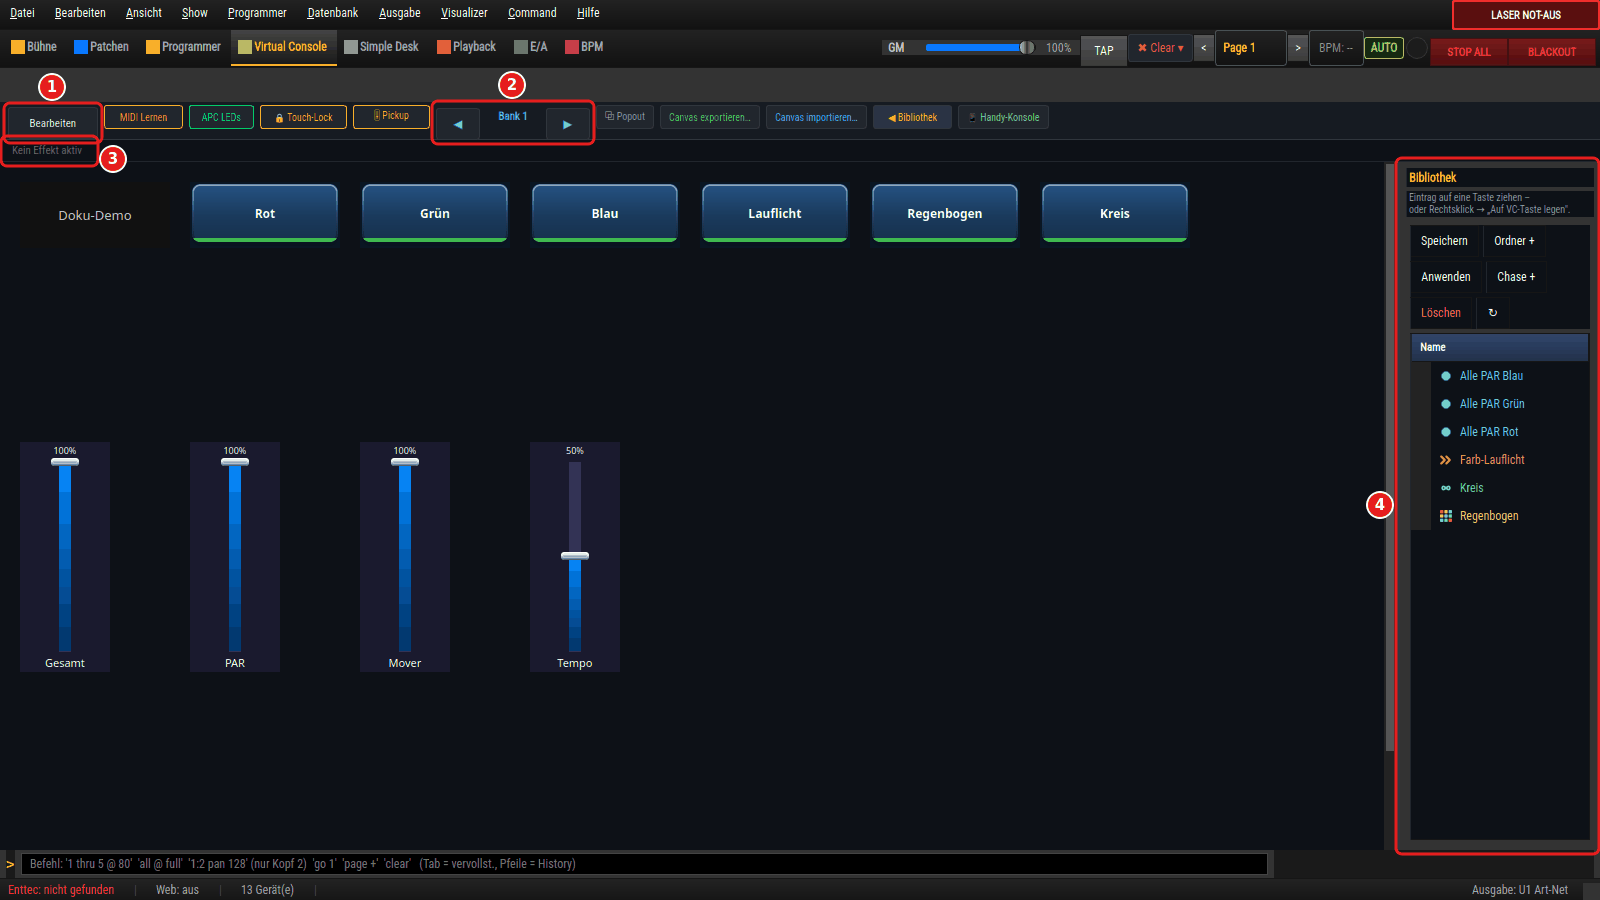 Datei Bearbeiten Ansicht Show Programmer Datenbank Ausgabe Visualizer Command Hilfe
LASER NOT-AUS
Bühne Patchen Programmer Virtual Console Simple Desk Playback E/A BPM
GM 100% TAP ✖ Clear ▾ < Page 1 > BPM: -- AUTO STOP ALL BLACKOUT
1
2
Bearbeiten MIDI Lernen APC LEDs 🔒 Touch-Lock Pickup ◀ Bank 1 ▶ Popout Canvas exportieren... Canvas importieren... ◀ Bibliothek Handy-Konsole
Kein Effekt aktiv
3
Doku-Demo Rot Grün Blau Lauflicht Regenbogen Kreis
100% 100% 100% 50%
Gesamt PAR Mover Tempo
Bibliothek
Eintrag auf eine Taste ziehen –
oder Rechtsklick → „Auf VC-Taste legen".
Speichern Ordner +
Anwenden Chase +
Löschen ↻
Name
Alle PAR Blau
Alle PAR Grün
Alle PAR Rot
Farb-Lauflicht
Kreis
4
Regenbogen
> Befehl: '1 thru 5 @ 80' 'all @ full' '1:2 pan 128' (nur Kopf 2) 'go 1' 'page +' 'clear' (Tab = vervollst., Pfeile = History)
Enttec: nicht gefunden Web: aus 13 Gerät(e) Ausgabe: U1 Art-Net